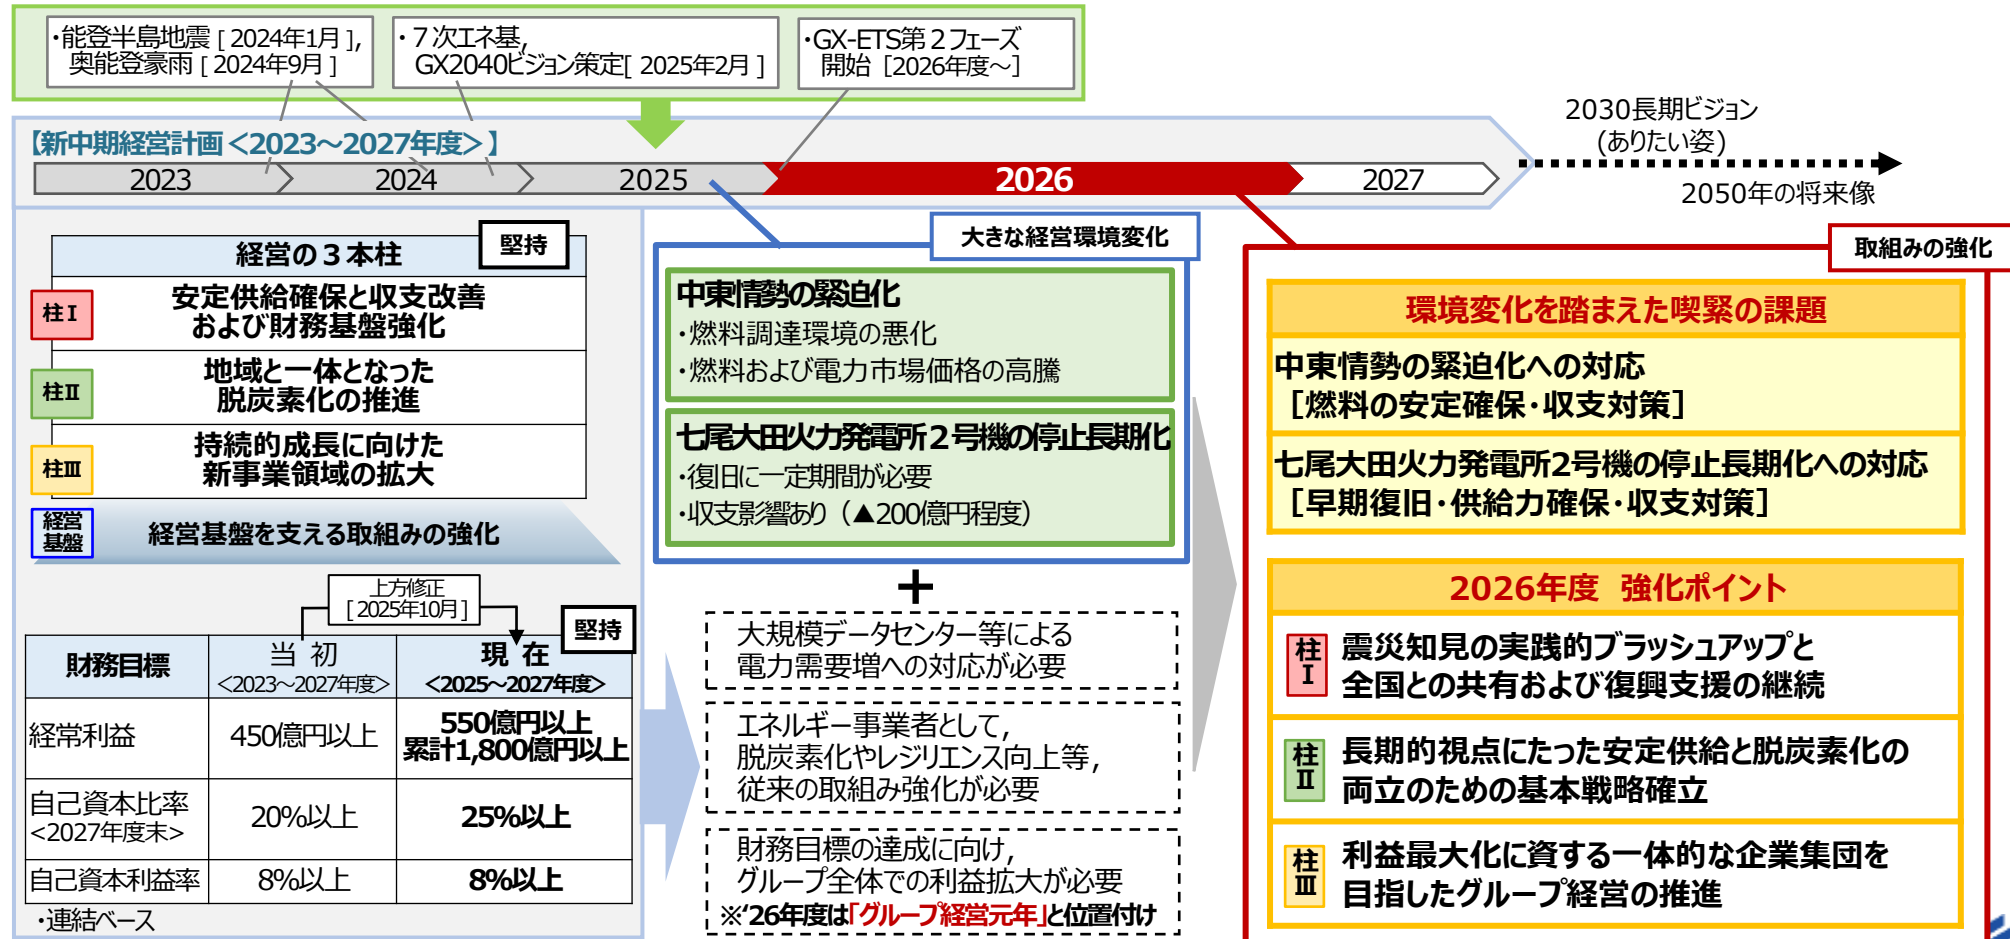 ・能登半島地震 [ 2024年1月 ],
奥能登豪雨 [ 2024年9月 ]
・７次エネ基,
GX2040ビジョン策定[ 2025年2月 ]
・GX-ETS第２フェーズ
開始 [2026年度～]
【新中期経営計画＜2023～2027年度＞】
2023
2024
2025
2026
2027
2030長期ビジョン
(ありたい姿)
2050年の将来像
経営の３本柱
堅持
柱Ⅰ
安定供給確保と収支改善
および財務基盤強化
柱Ⅱ
地域と一体となった
脱炭素化の推進
柱Ⅲ
持続的成長に向けた
新事業領域の拡大
経営
基盤
経営基盤を支える取組みの強化
上方修正
[ 2025年10月 ]
堅持
財務目標
当 初
<2023～2027年度>
現 在
<2025～2027年度>
経常利益
450億円以上
550億円以上
累計1,800億円以上
自己資本比率
<2027年度末>
20%以上
25%以上
自己資本利益率
8%以上
8%以上
・連結ベース
大きな経営環境変化
中東情勢の緊迫化
・燃料調達環境の悪化
・燃料および電力市場価格の高騰
七尾大田火力発電所２号機の停止長期化
・復旧に一定期間が必要
・収支影響あり（▲200億円程度）
＋
大規模データセンター等による
電力需要増への対応が必要
エネルギー事業者として,
脱炭素化やレジリエンス向上等,
従来の取組み強化が必要
財務目標の達成に向け,
グループ全体での利益拡大が必要
※‘26年度は｢グループ経営元年｣と位置付け
取組みの強化
環境変化を踏まえた喫緊の課題
中東情勢の緊迫化への対応
［燃料の安定確保・収支対策］
七尾大田火力発電所2号機の停止長期化への対応
［早期復旧・供給力確保・収支対策］
2026年度 強化ポイント
柱
Ⅰ
震災知見の実践的ブラッシュアップと
全国との共有および復興支援の継続
柱
Ⅱ
長期的視点にたった安定供給と脱炭素化の
両立のための基本戦略確立
柱
Ⅲ
利益最大化に資する一体的な企業集団を
目指したグループ経営の推進